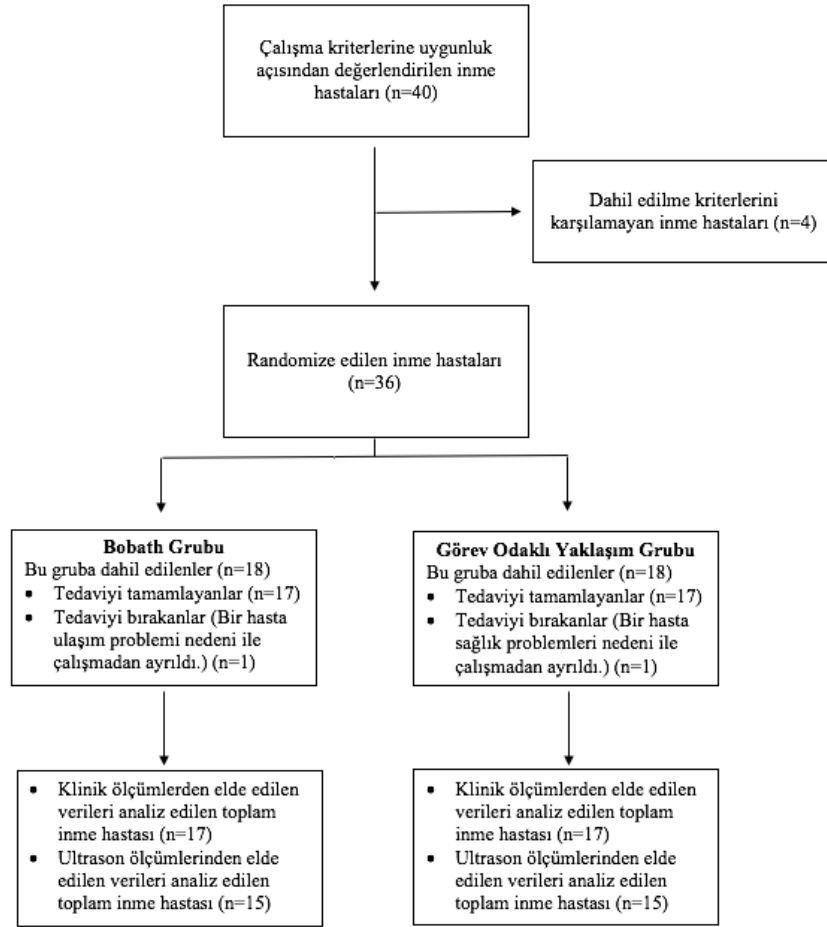 Çalışma kriterlerine uygunluk
açısından değerlendirilen inme
hastaları (n=40)
Dahil edilme kriterlerini
karşılamayan inme hastaları (n=4)
Randomize edilen inme hastaları
(n=36)
Bobath Grubu
Bu gruba dahil edilenler (n=18)
▪ Tedaviyi tamamlayanlar (n=17)
▪ Tedaviyi bırakanlar (Bir hasta
ulaşım problemi nedeni ile
çalışmadan ayrıldı.) (n=1)
Görev Odaklı Yaklaşım Grubu
Bu gruba dahil edilenler (n=18)
▪ Tedaviyi tamamlayanlar (n=17)
▪ Tedaviyi bırakanlar (Bir hasta
sağlık problemleri nedeni ile
çalışmadan ayrıldı.) (n=1)
▪ Klinik ölçümlerden elde edilen
verileri analiz edilen toplam
inme hastası (n=17)
▪ Ultrason ölçümlerinden elde
edilen verileri analiz edilen
toplam inme hastası (n=15)
▪ Klinik ölçümlerden elde edilen
verileri analiz edilen toplam
inme hastası (n=17)
▪ Ultrason ölçümlerinden elde
edilen verileri analiz edilen
toplam inme hastası (n=15)